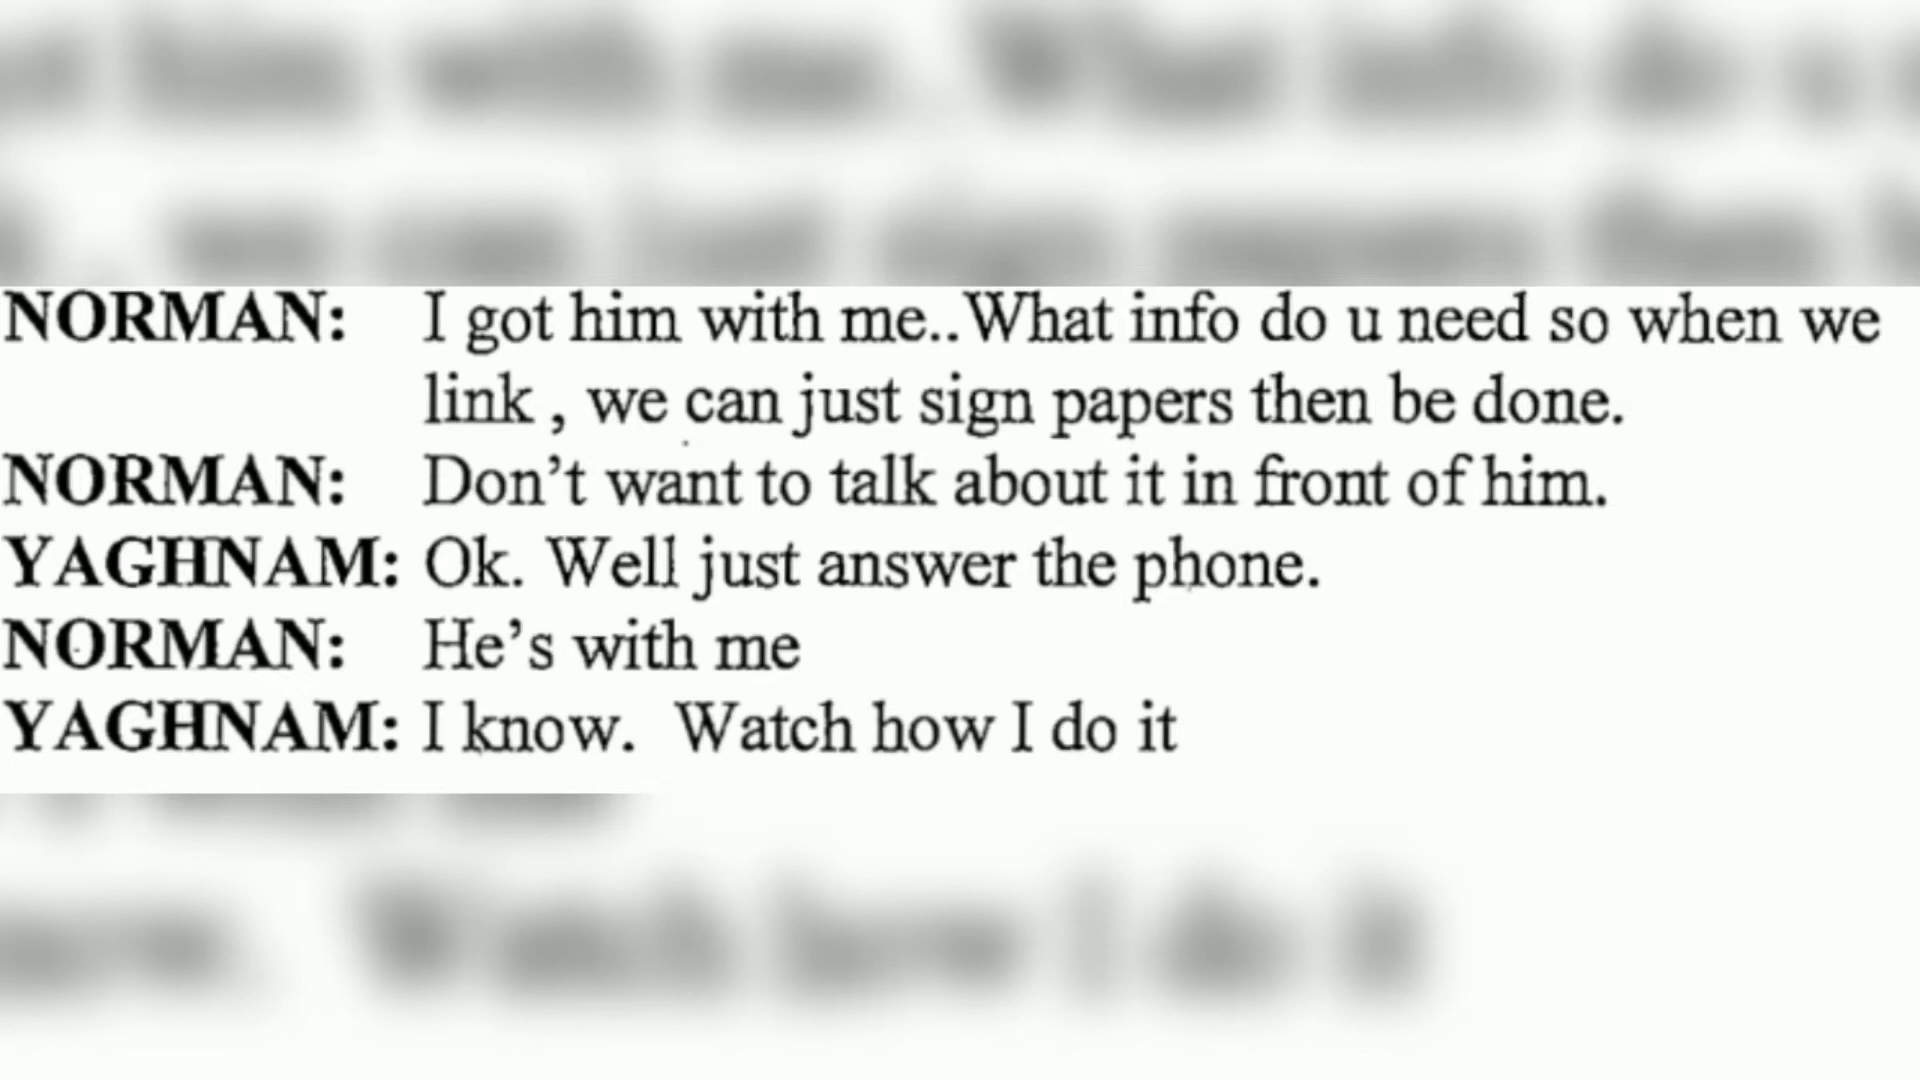 NORMAN: I got him with me..What info do u need so when we
link , we can just sign papers then be done.
NORMAN: Don't want to talk about it in front of him.
YAGHNAM: Ok. Well just answer the phone.
NORMAN: He's with me
YAGHNAM: I know. Watch how I do it